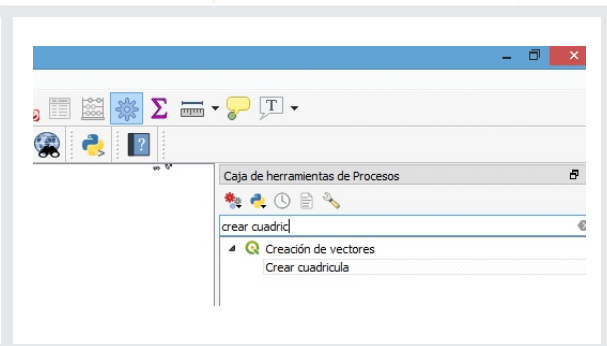 Caja de herramientas de Procesos
crear cuadric
Creación de vectores
Crear cuadricula